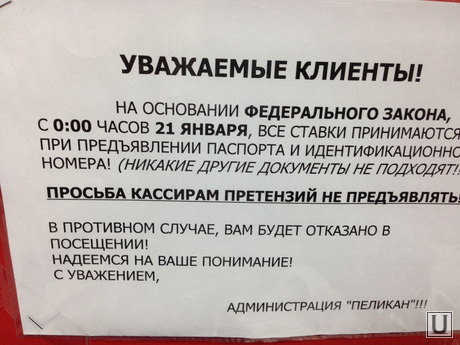 УВАЖАЕМЫЕ КЛИЕНТЫ!
НА ОСНОВАНИИ ФЕДЕРАЛЬНОГО ЗАКОНА,
С 0:00 ЧАСОВ 21 ЯНВАРЯ, ВСЕ СТАВКИ ПРИНИМАЮТСЯ
ПРИ ПРЕДЪЯВЛЕНИИ ПАСПОРТА И ИДЕНТИФИКАЦИОННО
НОМЕРА! (НИКАКИЕ ДРУГИЕ ДОКУМЕНТЫ НЕ ПОДХОДЯТ!!
ПРОСЬБА КАССИРАМ ПРЕТЕНЗИЙ НЕ ПРЕДЪЯВЛЯТЬ!
В ПРОТИВНОМ СЛУЧАЕ, ВАМ БУДЕТ ОТКАЗАНО В
ПОСЕЩЕНИИ!
НАДЕЕМСЯ НА ВАШЕ ПОНИМАНИЕ!
С УВАЖЕНИЕМ,
АДМИНИСТРАЦИЯ "ПЕЛИКАН"!!!
U